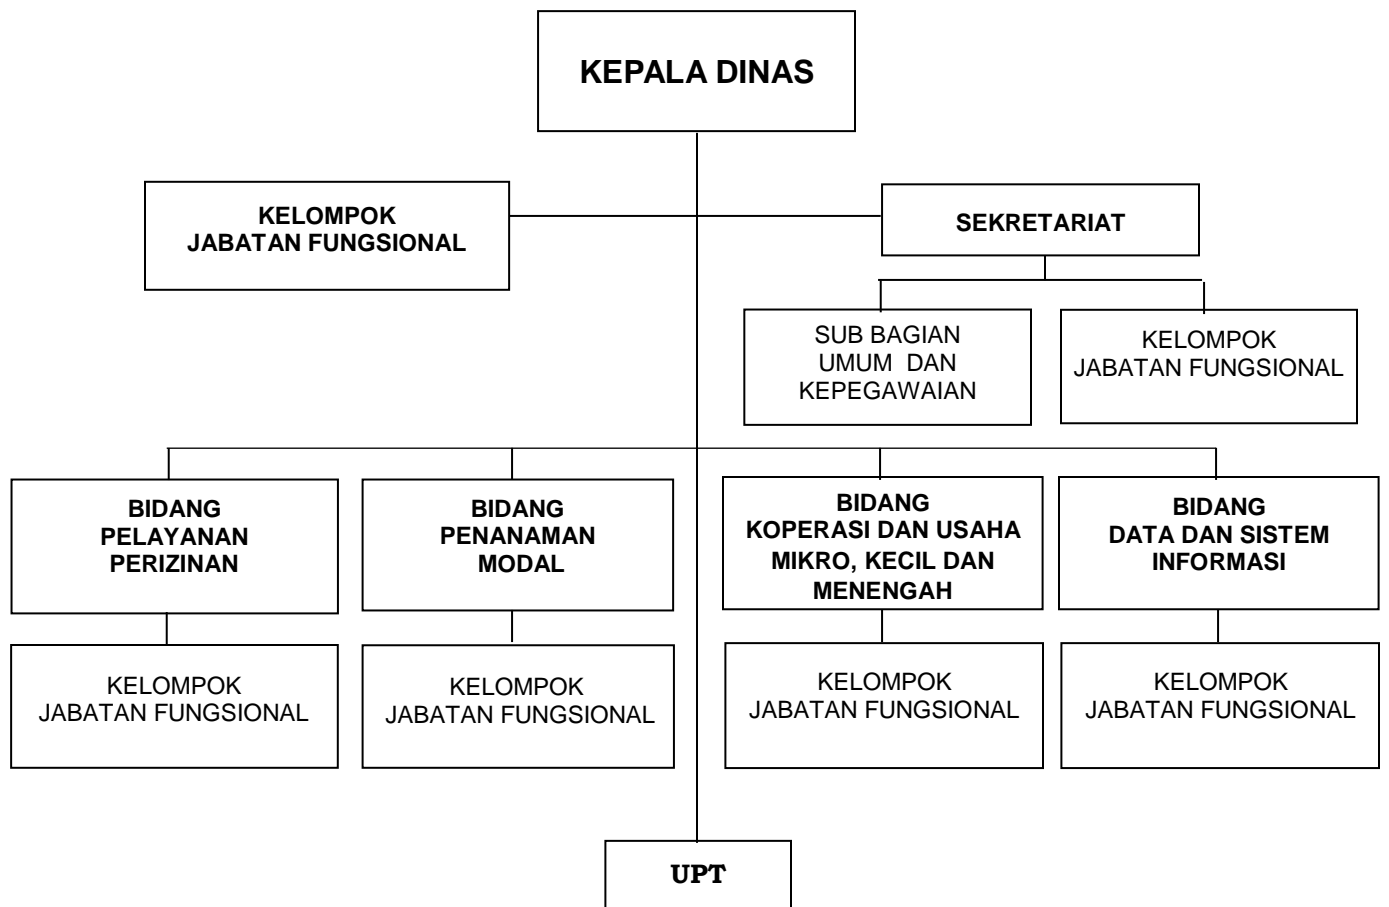 KEPALA DINAS
KELOMPOK
JABATAN FUNGSIONAL
SEKRETARIAT
SUB BAGIAN
UMUM DAN
KEPEGAWAIAN
KELOMPOK
JABATAN FUNGSIONAL
BIDANG
PELAYANAN
PERIZINAN
BIDANG
PENANAMAN
MODAL
BIDANG
KOPERASI DAN USAHA
MIKRO, KECIL DAN
MENENGAH
BIDANG
DATA DAN SISTEM
INFORMASI
KELOMPOK
JABATAN FUNGSIONAL
KELOMPOK
JABATAN FUNGSIONAL
KELOMPOK
JABATAN FUNGSIONAL
KELOMPOK
JABATAN FUNGSIONAL
UPT